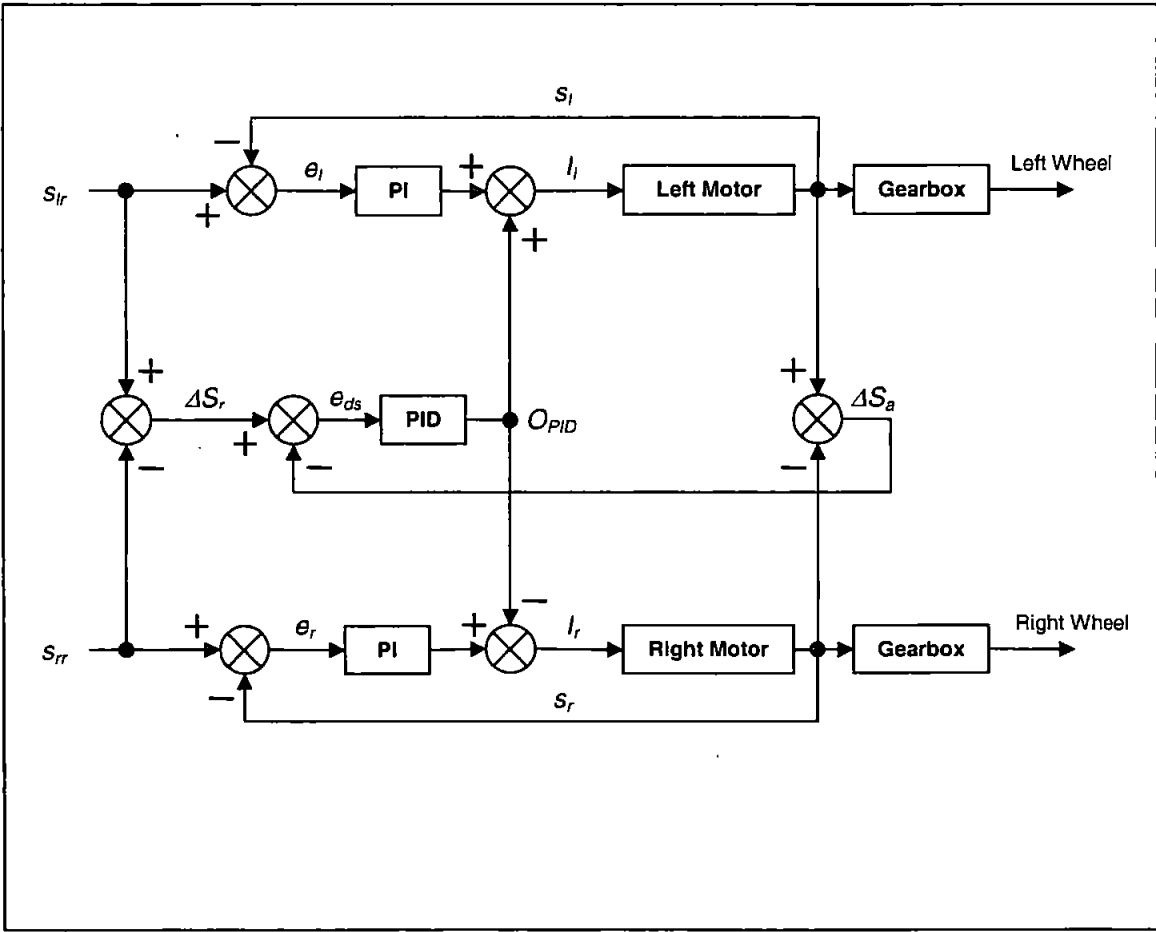 s_l
−
+
s_lr
e_l
PI
+
+
I_l
Left Motor
Gearbox
Left Wheel
+
−
ΔS_r
+
−
e_ds
PID
O_PID
+
−
ΔS_a
−
s_rr
+
−
e_r
PI
+
I_r
Right Motor
Gearbox
Right Wheel
s_r